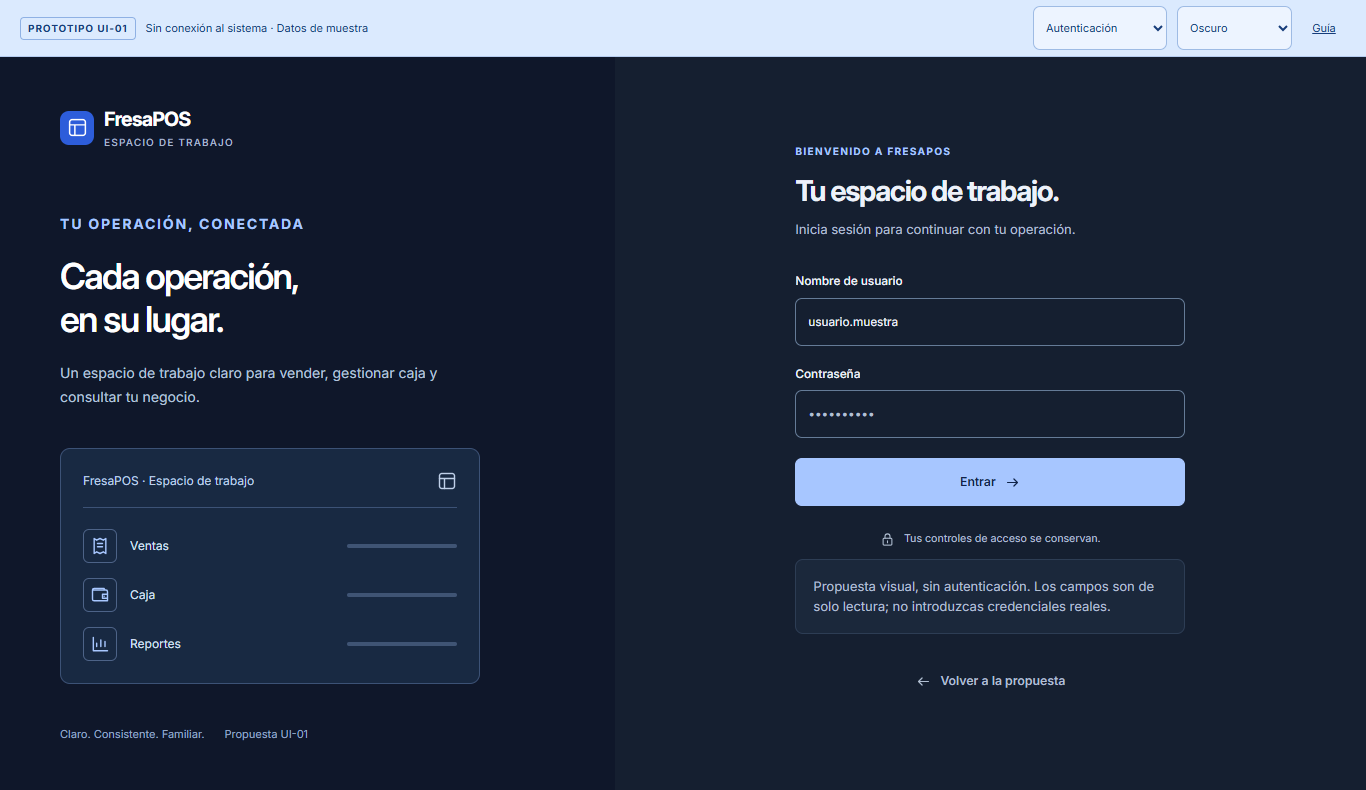 PROTOTIPO UI-01
Sin conexión al sistema · Datos de muestra
Autenticación
Oscuro
Guía
FresaPOS
ESPACIO DE TRABAJO
TU OPERACIÓN, CONECTADA
Cada operación,
en su lugar.
Un espacio de trabajo claro para vender, gestionar caja y
consultar tu negocio.
FresaPOS · Espacio de trabajo
Ventas
Caja
Reportes
Claro. Consistente. Familiar.
Propuesta UI-01
BIENVENIDO A FRESAPOS
Tu espacio de trabajo.
Inicia sesión para continuar con tu operación.
Nombre de usuario
usuario.muestra
Contraseña
••••••••••
Entrar →
Tus controles de acceso se conservan.
Propuesta visual, sin autenticación. Los campos son de
solo lectura; no introduzcas credenciales reales.
← Volver a la propuesta